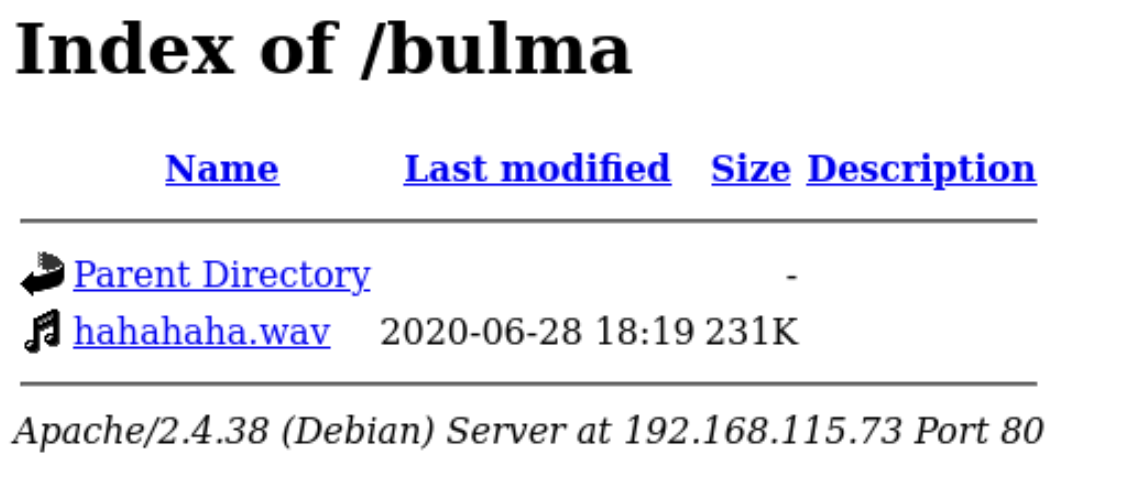 Index of /bulma
Name Last modified Size Description
Parent Directory -
hahahaha.wav 2020-06-28 18:19 231K
Apache/2.4.38 (Debian) Server at 192.168.115.73 Port 80